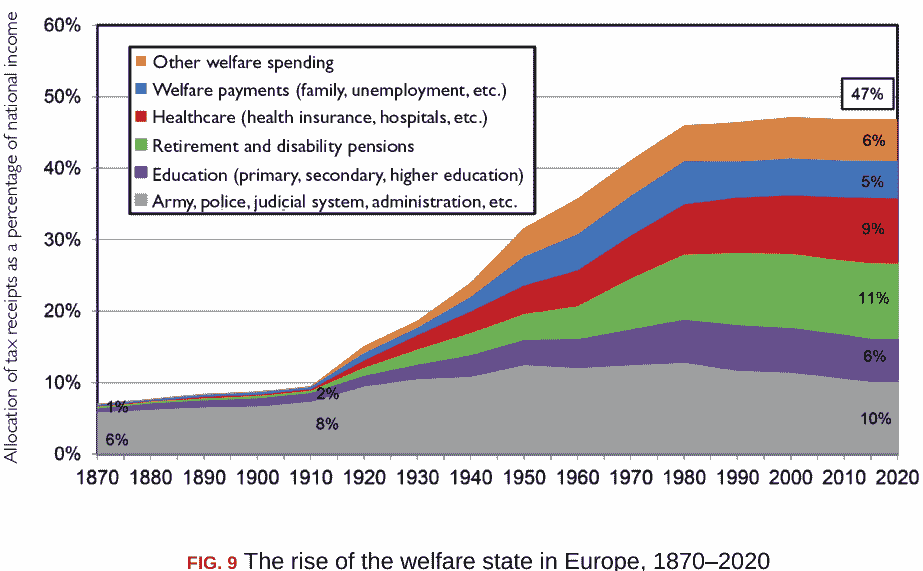 Allocation of tax receipts as a percentage of national income
60%
50%
40%
30%
20%
10%
0%
Other welfare spending
Welfare payments (family, unemployment, etc.)
Healthcare (health insurance, hospitals, etc.)
Retirement and disability pensions
Education (primary, secondary, higher education)
Army, police, judicial system, administration, etc.
47%
6%
5%
9%
11%
6%
10%
1%
2%
6%
8%
1870 1880 1890 1900 1910 1920 1930 1940 1950 1960 1970 1980 1990 2000 2010 2020
FIG. 9 The rise of the welfare state in Europe, 1870–2020